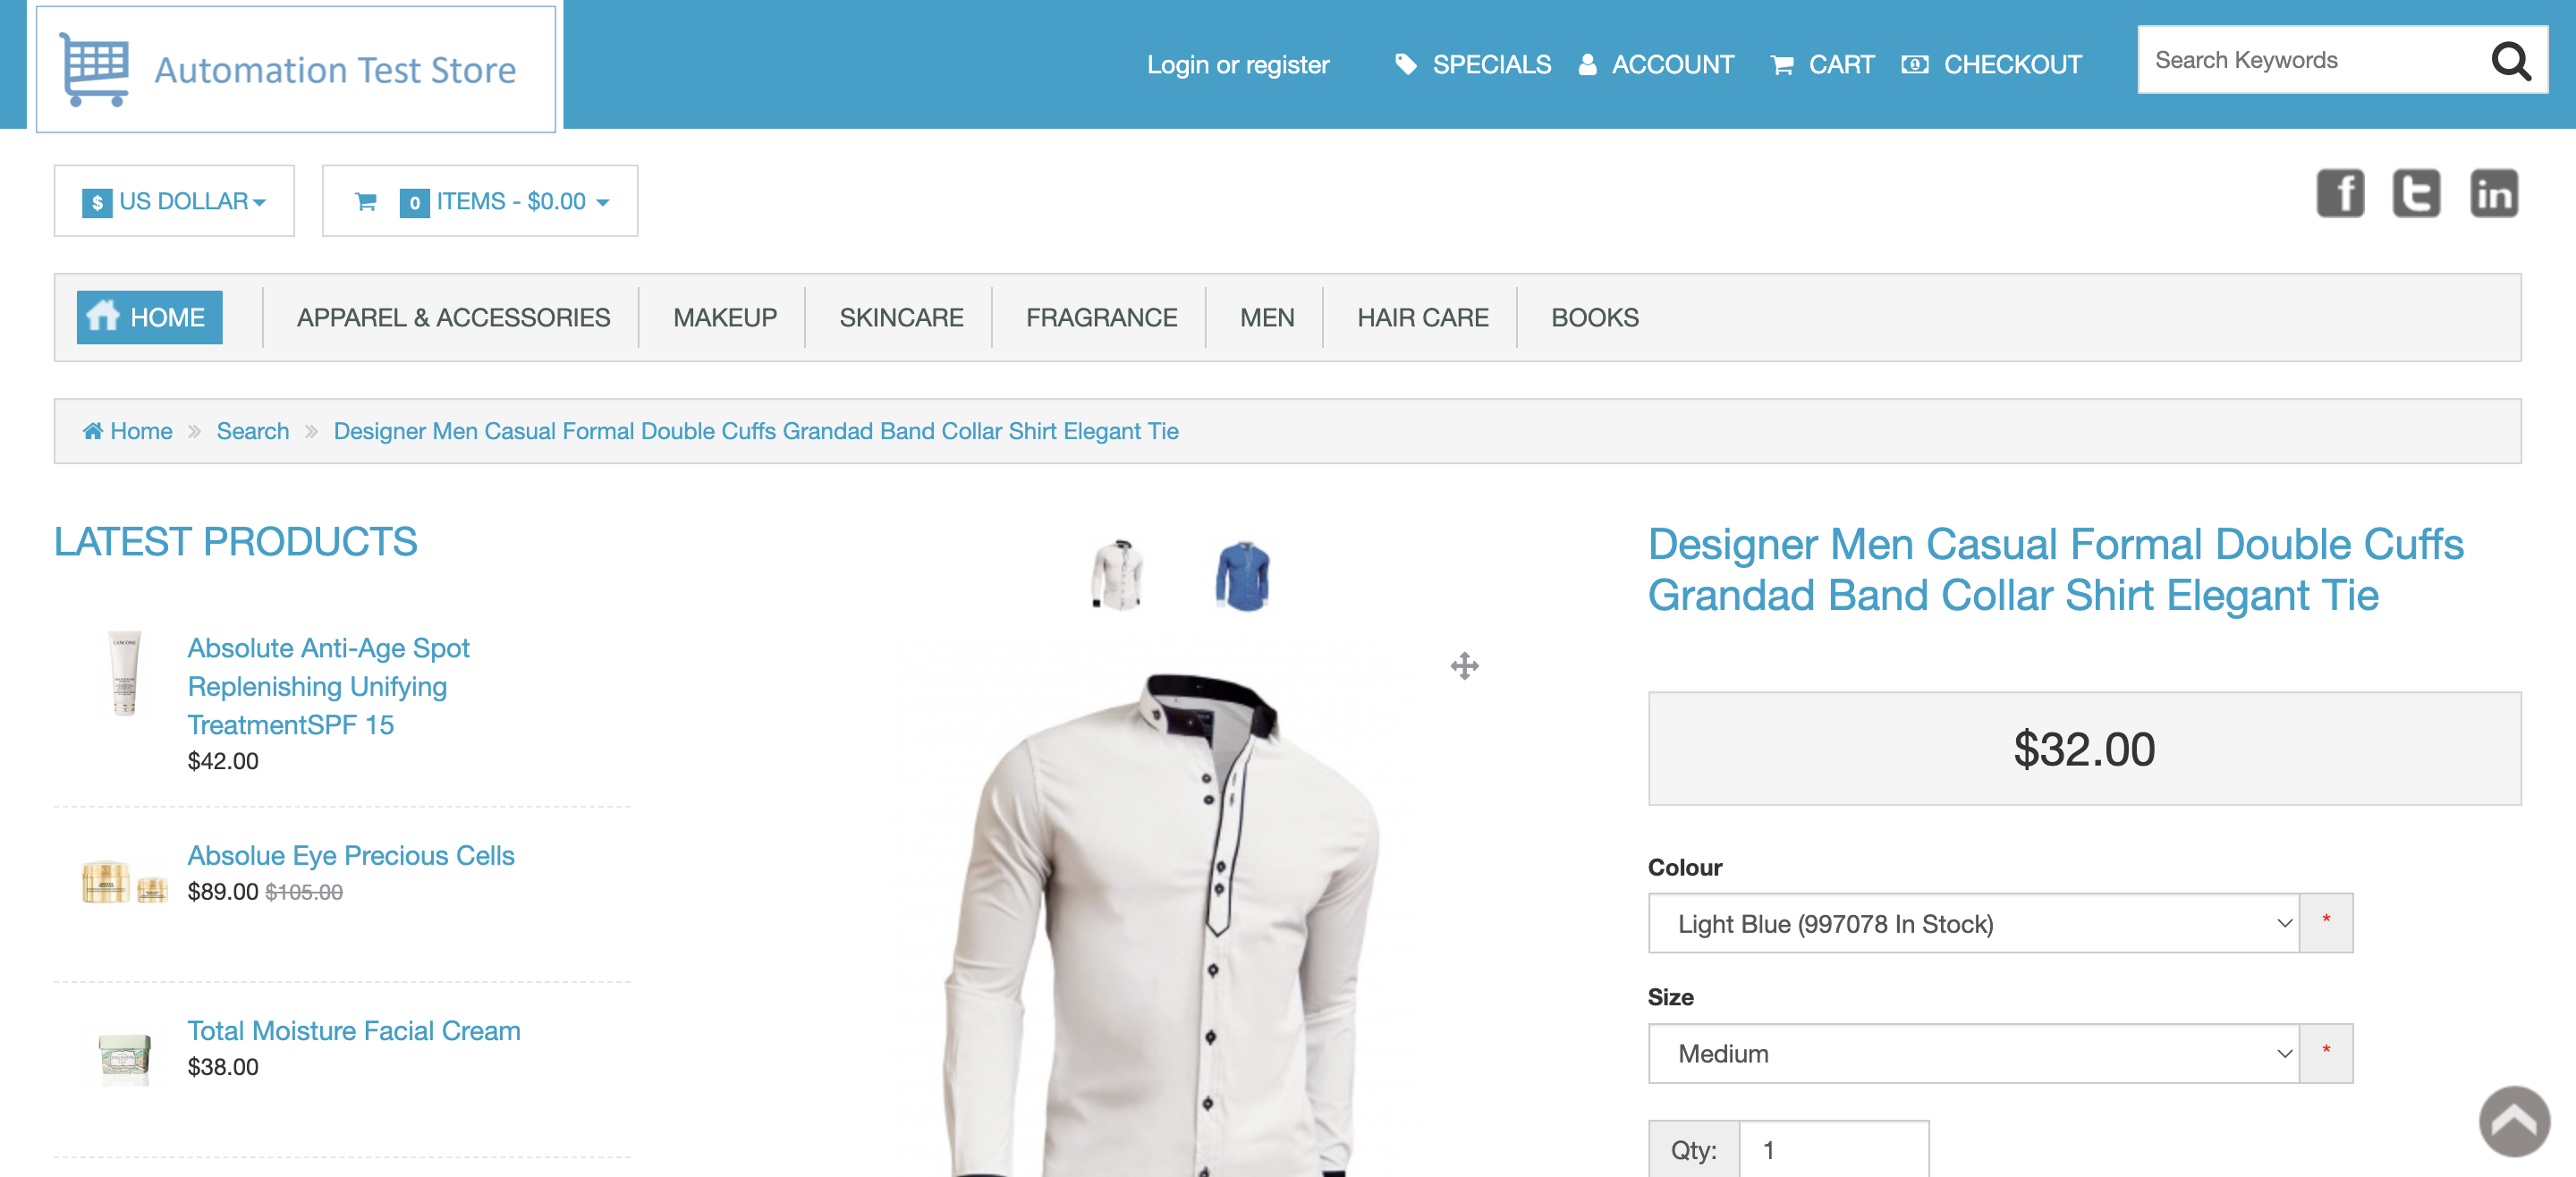 Automation Test Store
Login or register
SPECIALS
ACCOUNT
CART
CHECKOUT
Search Keywords
$ US DOLLAR
0 ITEMS - $0.00
f
t
in
HOME
APPAREL & ACCESSORIES
MAKEUP
SKINCARE
FRAGRANCE
MEN
HAIR CARE
BOOKS
Home » Search » Designer Men Casual Formal Double Cuffs Grandad Band Collar Shirt Elegant Tie
LATEST PRODUCTS
Absolute Anti-Age Spot
Replenishing Unifying
TreatmentSPF 15
$42.00
Absolue Eye Precious Cells
$89.00 $105.00
Total Moisture Facial Cream
$38.00
Designer Men Casual Formal Double Cuffs
Grandad Band Collar Shirt Elegant Tie
$32.00
Colour
Light Blue (997078 In Stock)
*
Size
Medium
*
Qty: 1